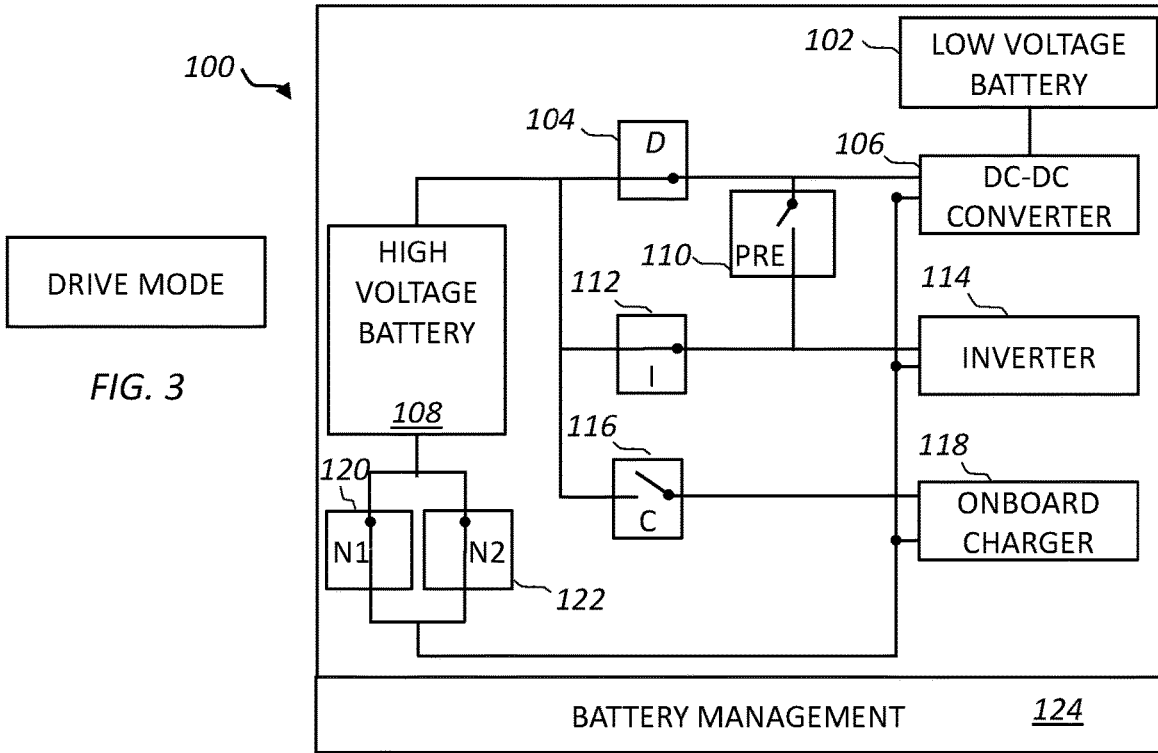 100
102
LOW VOLTAGE
BATTERY
104
D
106
DC-DC
CONVERTER
HIGH
VOLTAGE
BATTERY
108
110
PRE
DRIVE MODE
FIG. 3
112
I
114
INVERTER
116
C
118
ONBOARD
CHARGER
120
N1
N2
122
BATTERY MANAGEMENT 124